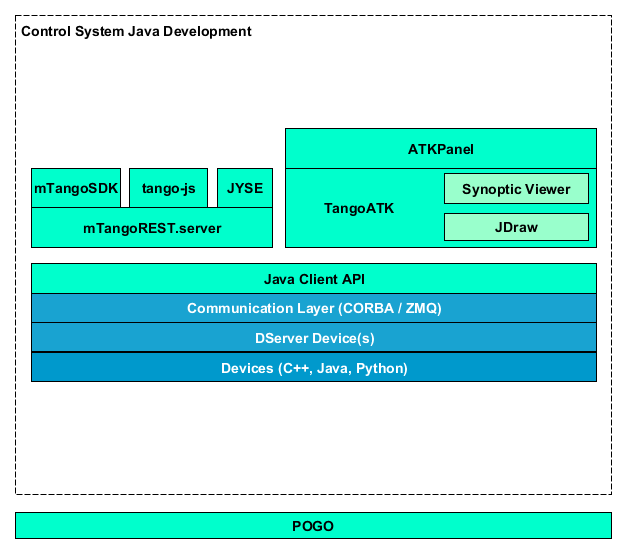 Control System Java Development
ATKPanel
mTangoSDK
tango-js
JYSE
TangoATK
Synoptic Viewer
mTangoREST.server
JDraw
Java Client API
Communication Layer (CORBA / ZMQ)
DServer Device(s)
Devices (C++, Java, Python)
POGO